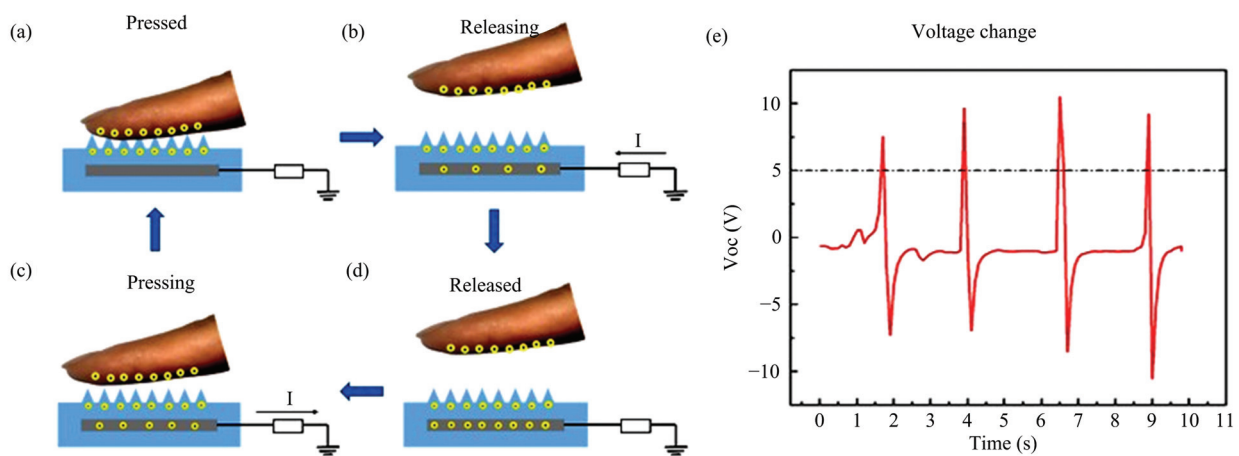 (a)
Pressed
(b)
Releasing
I
(c)
Pressing
I
(d)
Released
(e)
Voltage change
10
5
0
−5
−10
Voc (V)
0 1 2 3 4 5 6 7 8 9 10 11
Time (s)